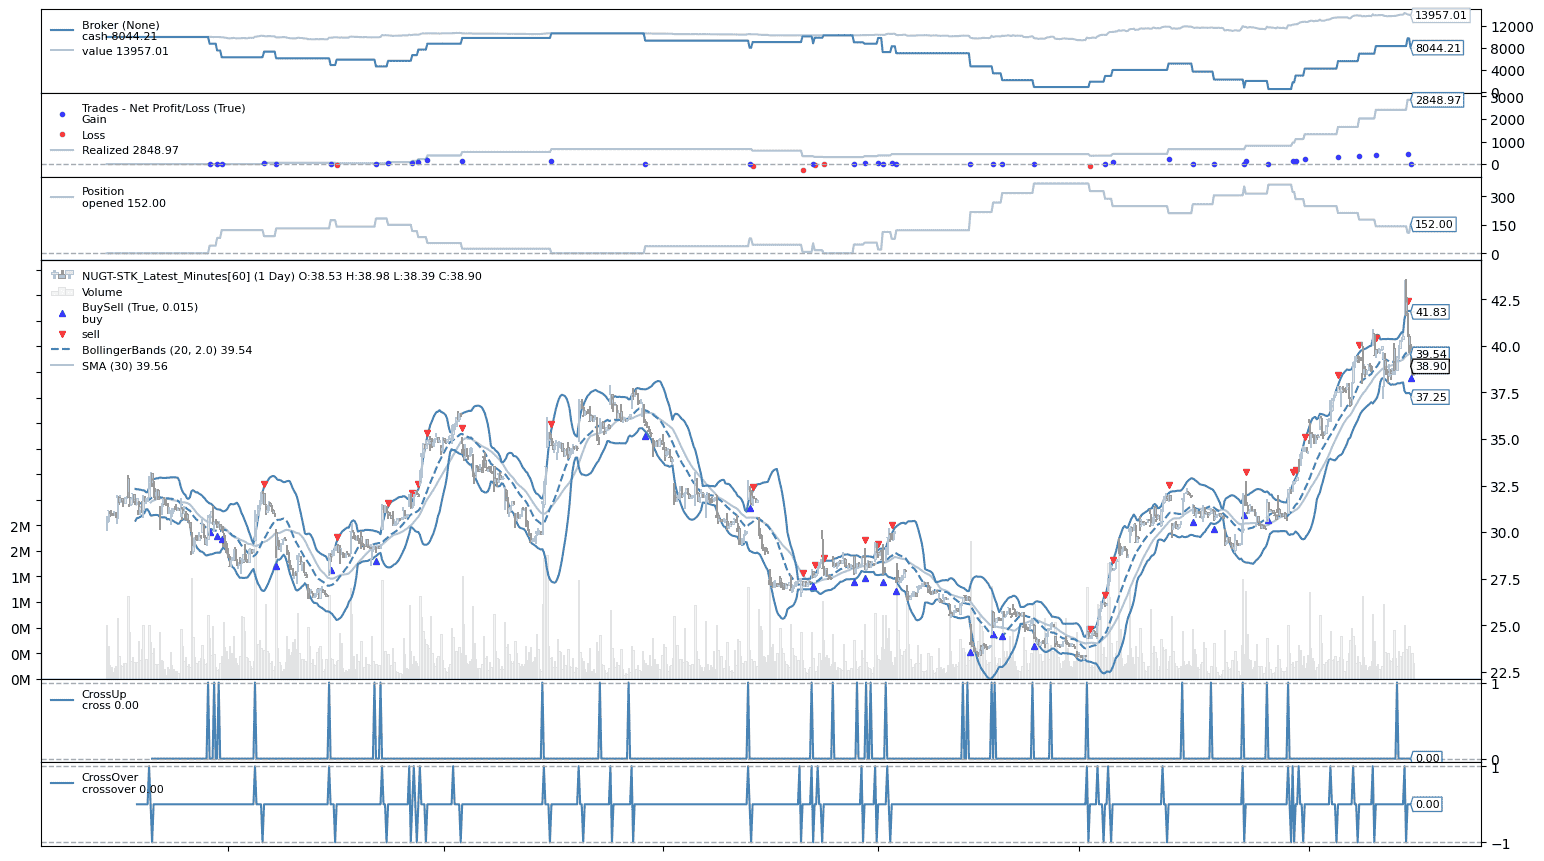 Broker (None)
cash 8044.21
value 13957.01
13957.01
12000
8044.21
8000
4000
0
Trades - Net Profit/Loss (True)
Gain
Loss
Realized 2848.97
2848.97
3000
2000
1000
0
Position
opened 152.00
300
152.00
150
0
NUGT-STK_Latest_Minutes[60] (1 Day) O:38.53 H:38.98 L:38.39 C:38.90
Volume
BuySell (True, 0.015)
buy
sell
BollingerBands (20, 2.0) 39.54
SMA (30) 39.56
42.5
41.83
40.0
39.54
38.90
37.5
37.25
35.0
32.5
30.0
27.5
25.0
22.5
2M
2M
1M
1M
0M
0M
0M
CrossUp
cross 0.00
1
0.00
0
CrossOver
crossover 0.00
1
0.00
−1